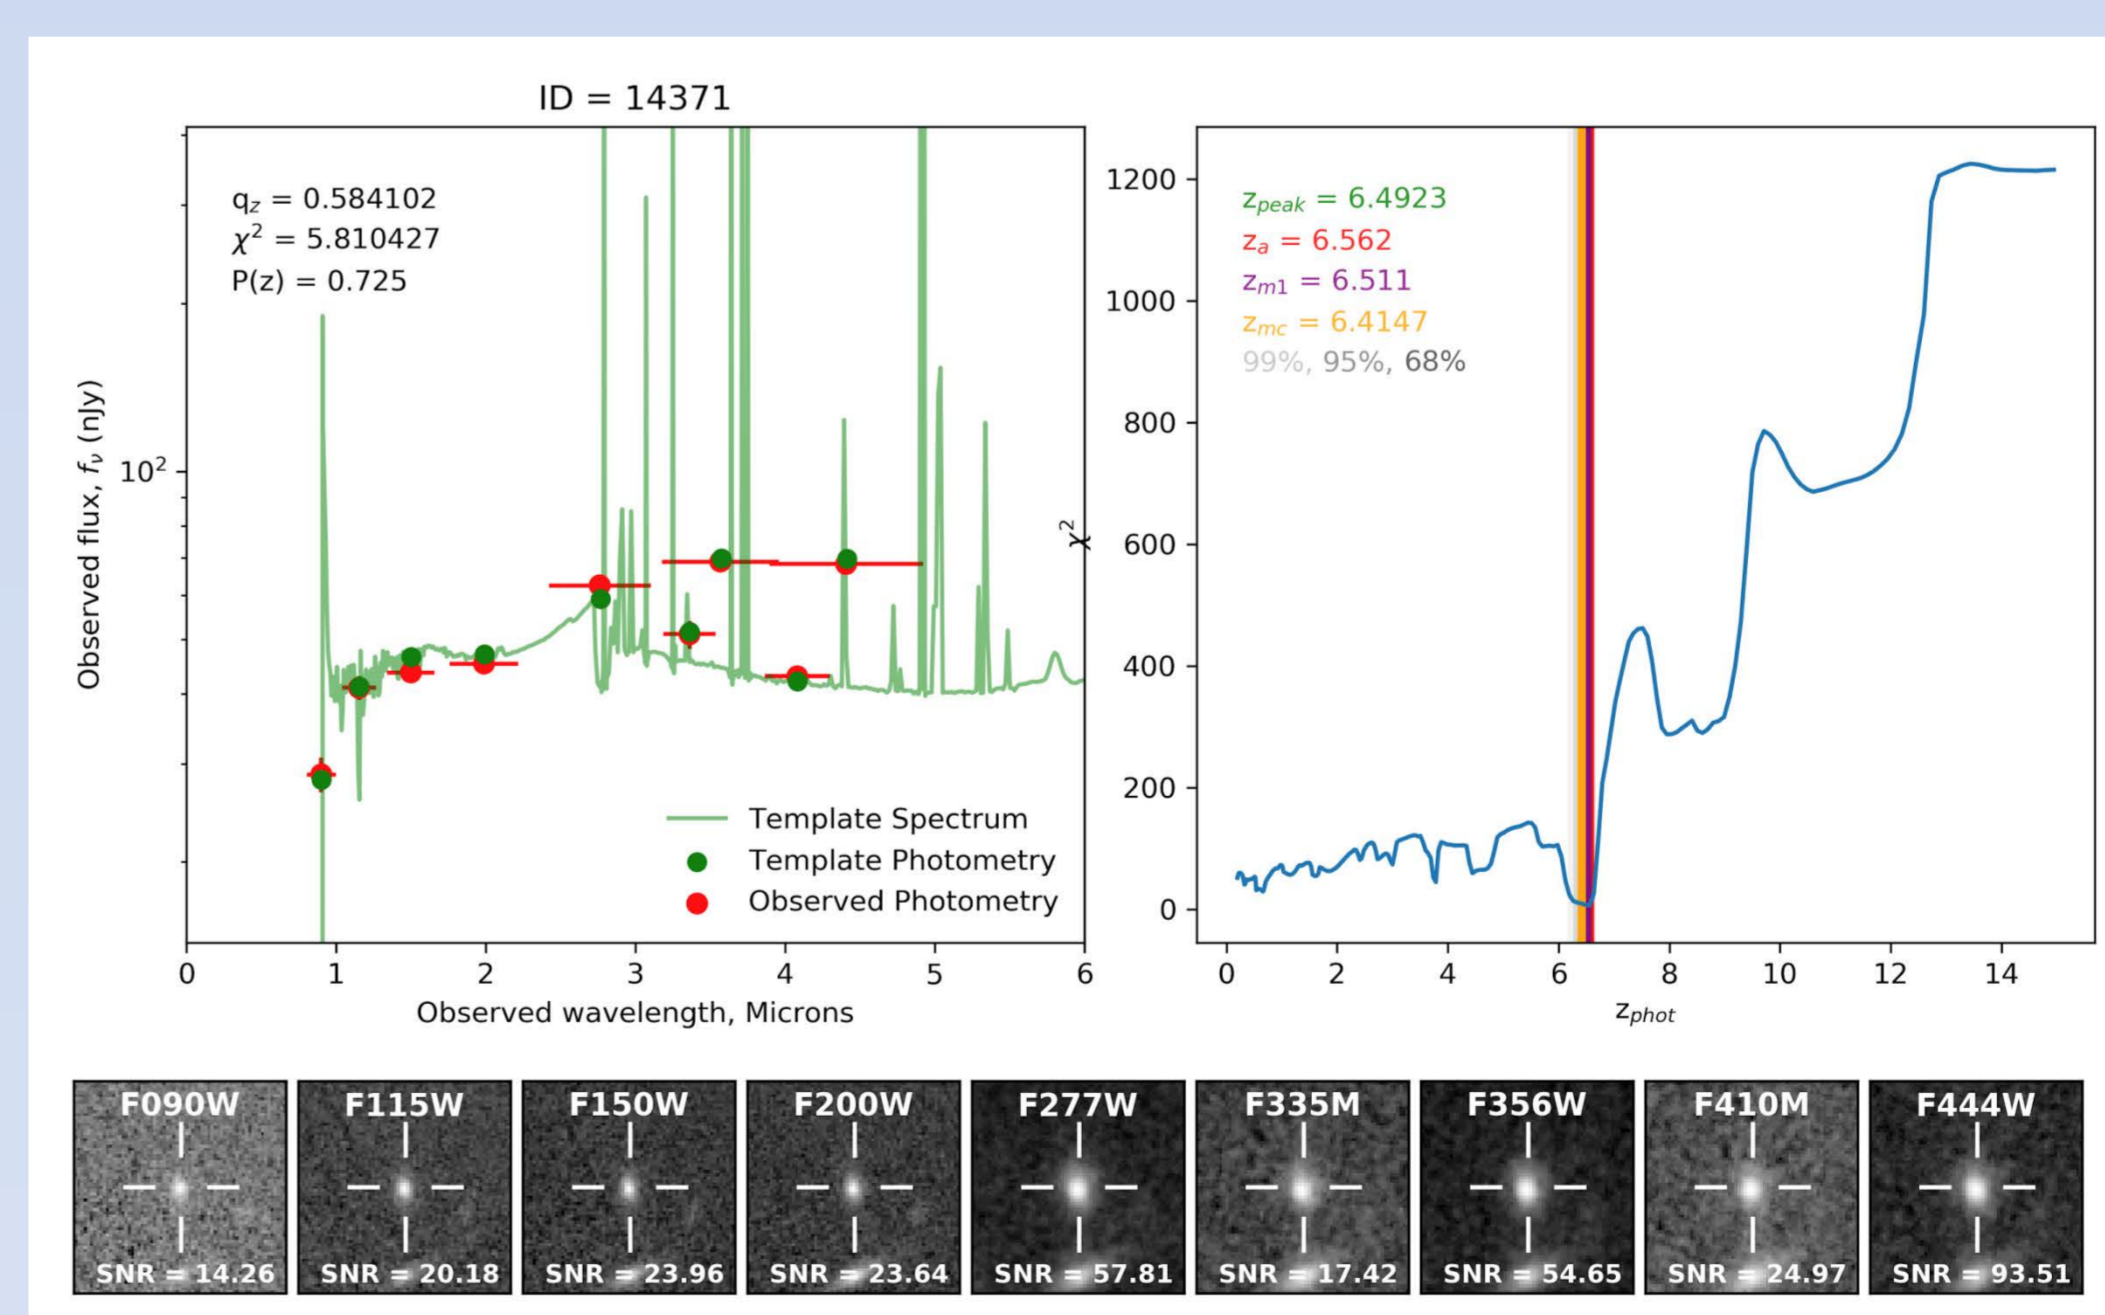 ID = 14371
q_z = 0.584102
χ² = 5.810427
P(z) = 0.725
Observed flux, f_ν (nJy)
10²
Template Spectrum
Template Photometry
Observed Photometry
0 1 2 3 4 5 6
Observed wavelength, Microns
z_peak = 6.4923
z_a = 6.562
z_m1 = 6.511
z_mc = 6.4147
99%, 95%, 68%
χ²
1200
1000
800
600
400
200
0
0 2 4 6 8 10 12 14
z_phot
F090W F115W F150W F200W F277W F335M F356W F410M F444W
SNR = 14.26 SNR = 20.18 SNR = 23.96 SNR = 23.64 SNR = 57.81 SNR = 17.42 SNR = 54.65 SNR = 24.97 SNR = 93.51